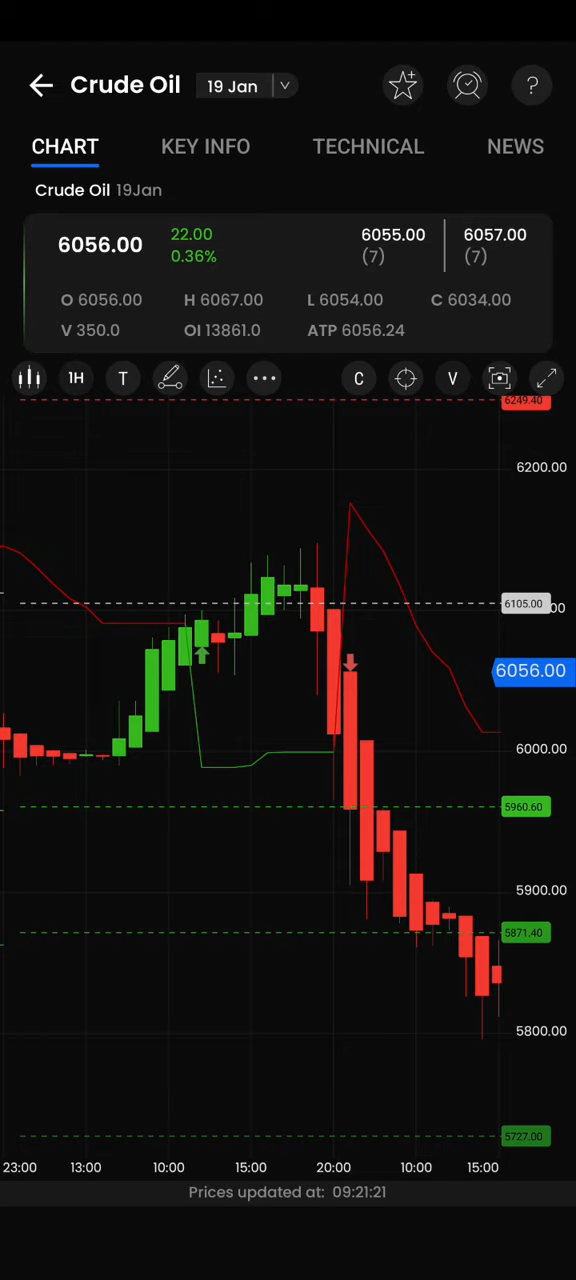 Crude Oil 19 Jan
?
CHART KEY INFO TECHNICAL NEWS
Crude Oil 19Jan
6056.00 22.00 0.36% 6055.00 (7) 6057.00 (7)
O 6056.00 H 6067.00 L 6054.00 C 6034.00
V 350.0 OI 13861.0 ATP 6056.24
1H T C V
6249.40
6200.00
6105.00
6056.00
6000.00
5960.60
5900.00
5871.40
5800.00
5727.00
23:00 13:00 10:00 15:00 20:00 10:00 15:00
Prices updated at: 09:21:21